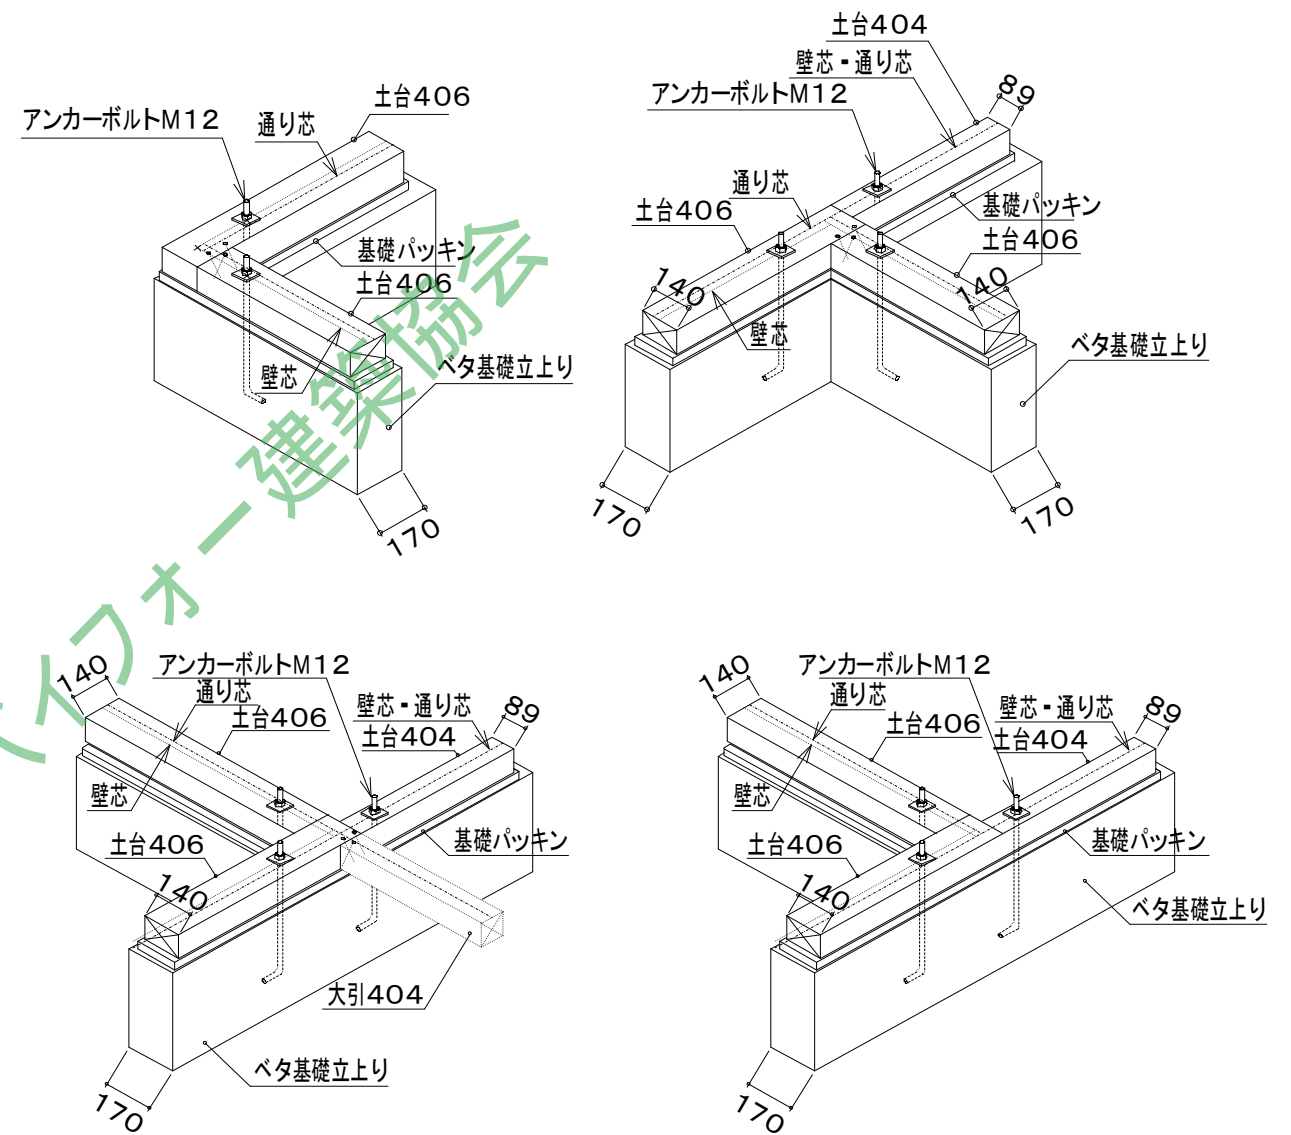 土台406
アンカーボルトM12
通り芯
基礎パッキン
土台406
壁芯
ベタ基礎立上り
170
土台404
壁芯・通り芯
アンカーボルトM12
89
通り芯
土台406
基礎パッキン
土台406
140
140
壁芯
ベタ基礎立上り
170
170
140
アンカーボルトM12
通り芯
土台406
壁芯・通り芯
89
土台404
壁芯
土台406
基礎パッキン
140
大引404
ベタ基礎立上り
170
140
アンカーボルトM12
通り芯
土台406
壁芯・通り芯
89
土台404
壁芯
土台406
基礎パッキン
140
ベタ基礎立上り
170
バイフォー建築協会